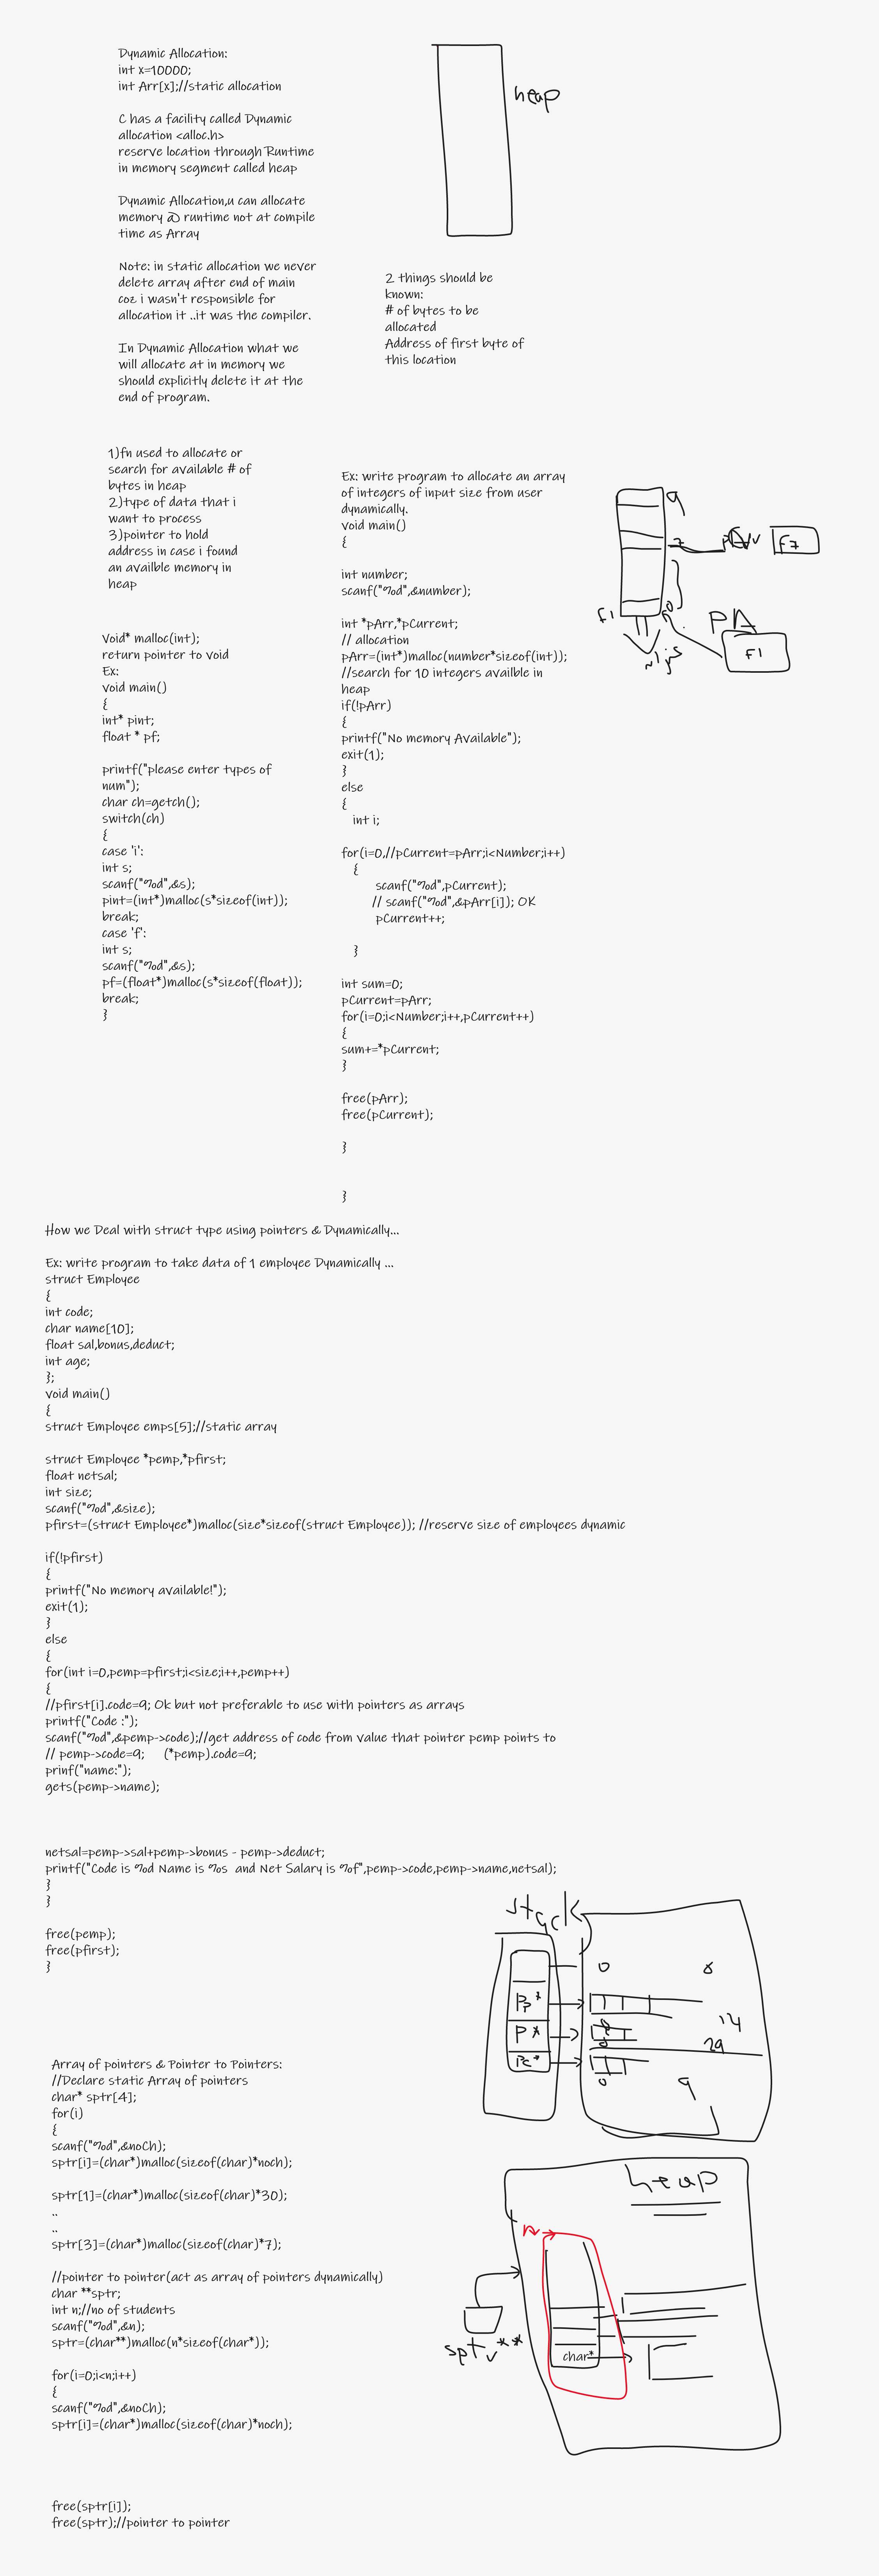 Dynamic Allocation:
int x=10000;
int Arr[x];//static allocation
C has a facility called Dynamic
allocation <alloc.h>
reserve location through Runtime
in memory segment called heap
Dynamic Allocation,u can allocate
memory @ runtime not at compile
time as Array
Note: in static allocation we never
delete array after end of main
coz i wasn't responsible for
allocation it ..it was the compiler.
In Dynamic Allocation what we
will allocate at in memory we
should explicitly delete it at the
end of program.
heap
2 things should be
known:
# of bytes to be
allocated
Address of first byte of
this location
1)fn used to allocate or
search for available # of
bytes in heap
2)type of data that i
want to process
3)pointer to hold
address in case i found
an availble memory in
heap
Void* malloc(int);
return pointer to void
Ex:
void main()
{
int* pint;
float * pf;
printf("please enter types of
num");
char ch=getch();
switch(ch)
{
case 'i':
int s;
scanf("%d",&s);
pint=(int*)malloc(s*sizeof(int));
break;
case 'f':
int s;
scanf("%d",&s);
pf=(float*)malloc(s*sizeof(float));
break;
}
Ex: write program to allocate an array
of integers of input size from user
dynamically.
void main()
{
int number;
scanf("%d",&number);
int *pArr,*pCurrent;
// allocation
pArr=(int*)malloc(number*sizeof(int));
//search for 10 integers availble in
heap
if(!pArr)
{
printf("No memory Available");
exit(1);
}
else
{
int i;
for(i=0,//pCurrent=pArr;i<Number;i++)
{
scanf("%d",pCurrent);
// scanf("%d",&pArr[i]); OK
pCurrent++;
}
int sum=0;
pCurrent=pArr;
for(i=0;i<Number;i++,pCurrent++)
{
sum+=*pCurrent;
}
free(pArr);
free(pCurrent);
}
}
9
F7
F1
PA
F1
How we Deal with struct type using pointers & Dynamically...
Ex: write program to take data of 1 employee Dynamically ...
struct Employee
{
int code;
char name[10];
float sal,bonus,deduct;
int age;
};
void main()
{
struct Employee emps[5];//static array
struct Employee *pemp,*pfirst;
float netsal;
int size;
scanf("%d",&size);
pfirst=(struct Employee*)malloc(size*sizeof(struct Employee)); //reserve size of employees dynamic
if(!pfirst)
{
printf("No memory available!");
exit(1);
}
else
{
for(int i=0,pemp=pfirst;i<size;i++,pemp++)
{
//pfirst[i].code=9; Ok but not preferable to use with pointers as arrays
printf("Code :");
scanf("%d",&pemp->code);//get address of code from value that pointer pemp points to
// pemp->code=9; (*pemp).code=9;
prinf("name:");
gets(pemp->name);
netsal=pemp->sal+pemp->bonus - pemp->deduct;
printf("Code is %d Name is %s and Net Salary is %f",pemp->code,pemp->name,netsal);
}
}
free(pemp);
free(pfirst);
}
stack
0 8
PP*
14
P*
29
Pc*
0 9
Array of pointers & Pointer to Pointers:
//Declare static Array of pointers
char* sptr[4];
for(i)
{
scanf("%d",&noCh);
sptr[i]=(char*)malloc(sizeof(char)*noch);
sptr[1]=(char*)malloc(sizeof(char)*30);
..
..
sptr[3]=(char*)malloc(sizeof(char)*7);
//pointer to pointer(act as array of pointers dynamically)
char **sptr;
int n;//no of students
scanf("%d",&n);
sptr=(char**)malloc(n*sizeof(char*));
for(i=0;i<n;i++)
{
scanf("%d",&noCh);
sptr[i]=(char*)malloc(sizeof(char)*noch);
free(sptr[i]);
free(sptr);//pointer to pointer
heap
n
sptr**
char*